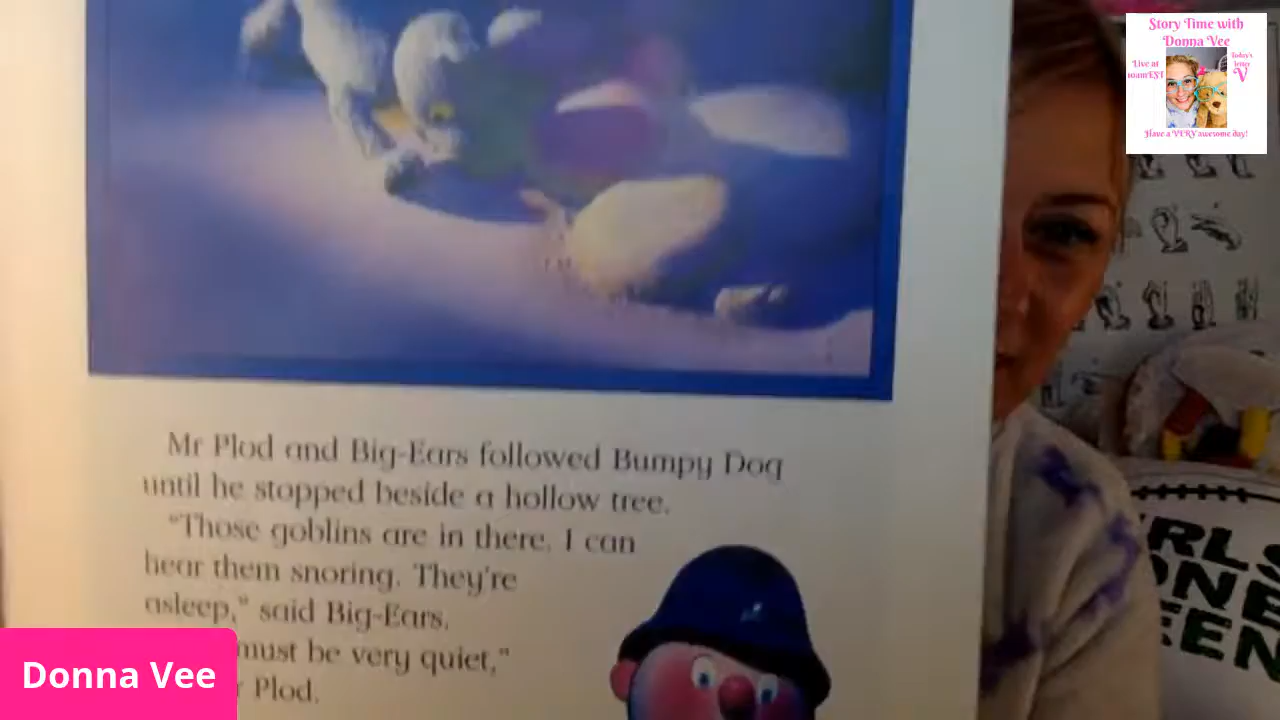 Story Time with
Donna Vee
Live at
10amEST
Today's
letter
V
Have a VERY awesome day!
Mr Plod and Big-Ears followed Bumpy Dog
until he stopped beside a hollow tree.
"Those goblins are in there. I can
hear them snoring. They're
asleep," said Big-Ears.
must be very quiet,"
Plod.
Donna Vee